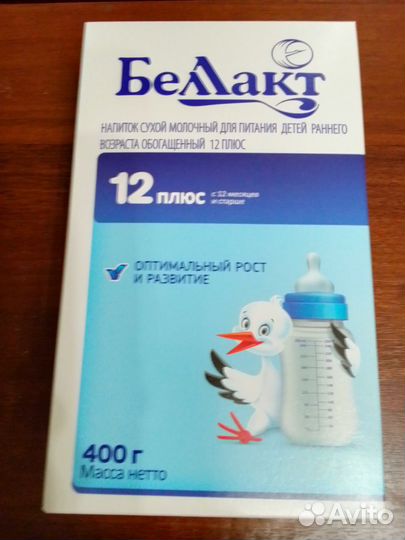 Беллакт
НАПИТОК СУХОЙ МОЛОЧНЫЙ ДЛЯ ПИТАНИЯ ДЕТЕЙ РАННЕГО
ВОЗРАСТА ОБОГАЩЕННЫЙ 12 ПЛЮС
12 ПЛЮС с 12 месяцев
и старше
ОПТИМАЛЬНЫЙ РОСТ
И РАЗВИТИЕ
400 г
Масса нетто
Avito